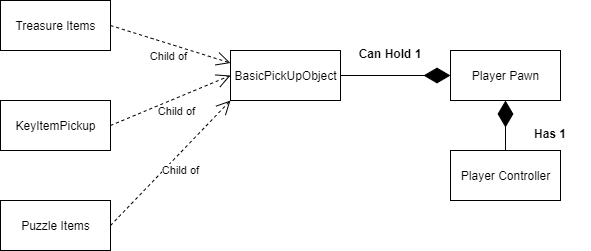 Treasure Items
Child of
Can Hold 1
BasicPickUpObject
Player Pawn
KeyItemPickup
Child of
Has 1
Child of
Player Controller
Puzzle Items